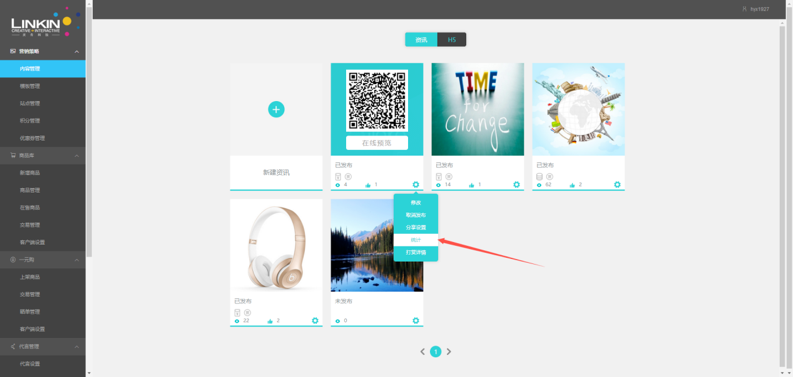 LINKIN
CREATIVE+INTERACTIVE
hyr1607
营销策略
内容管理
模板管理
站点管理
积分管理
优惠券管理
商品库
新增商品
商品管理
在售商品
交易管理
客户端设置
一元购
上架商品
交易管理
晒单管理
客户端设置
代言管理
代言设置
资讯
H5
新建资讯
在线预览
已发布
4
1
TIME
for
Change
已发布
14
1
已发布
62
2
修改
取消发布
分享设置
统计
打赏详细
已发布
22
2
未发布
0
1